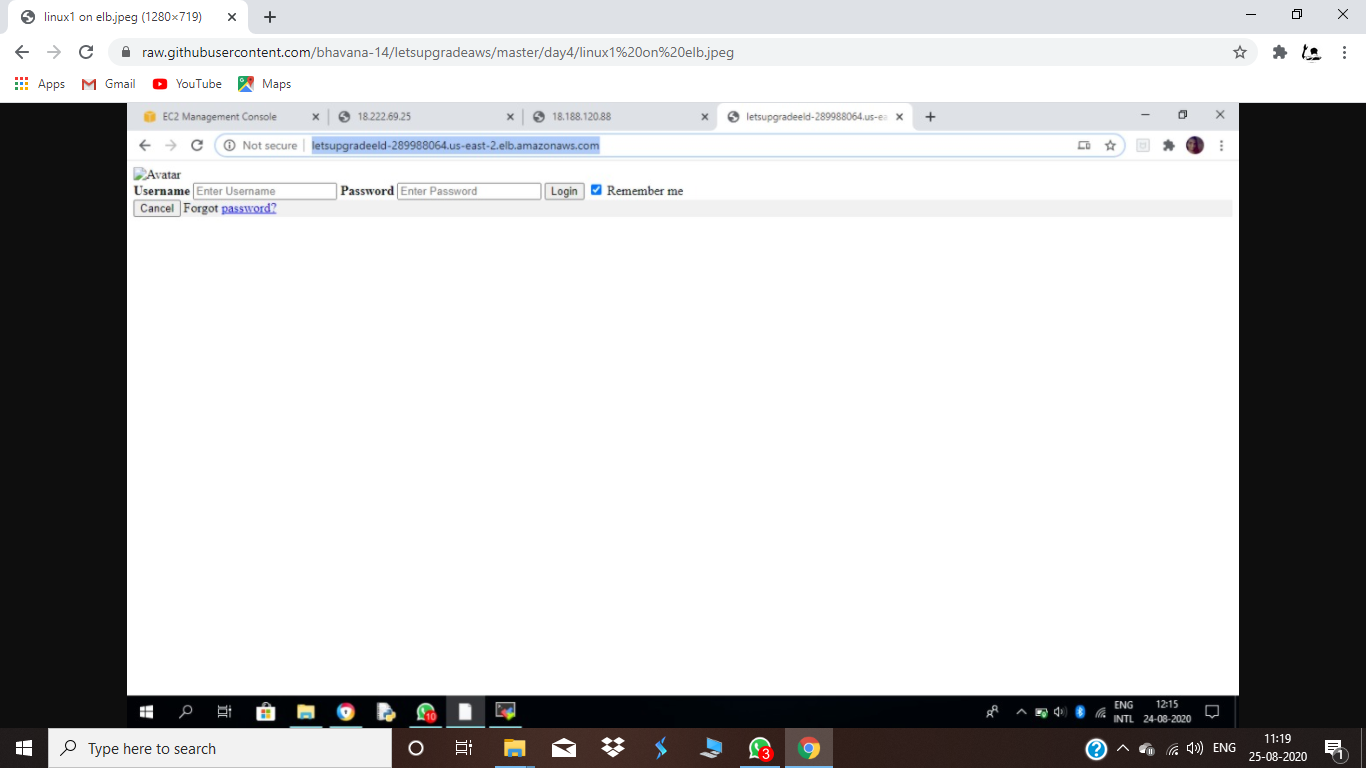 linux1 on elb.jpeg (1280×719)
raw.githubusercontent.com/bhavana-14/letsupgradeaws/master/day4/linux1%20on%20elb.jpeg
Apps Gmail YouTube Maps
EC2 Management Console 18.222.69.25 18.188.120.88 letsupgradeeld-289988064.us-ea
Not secure letsupgradeeld-289988064.us-east-2.elb.amazonaws.com
Avatar
Username Enter Username Password Enter Password Login Remember me
Cancel Forgot password?
10
ENG 12:15
INTL 24-08-2020
Type here to search
3
ENG
11:19
25-08-2020
1